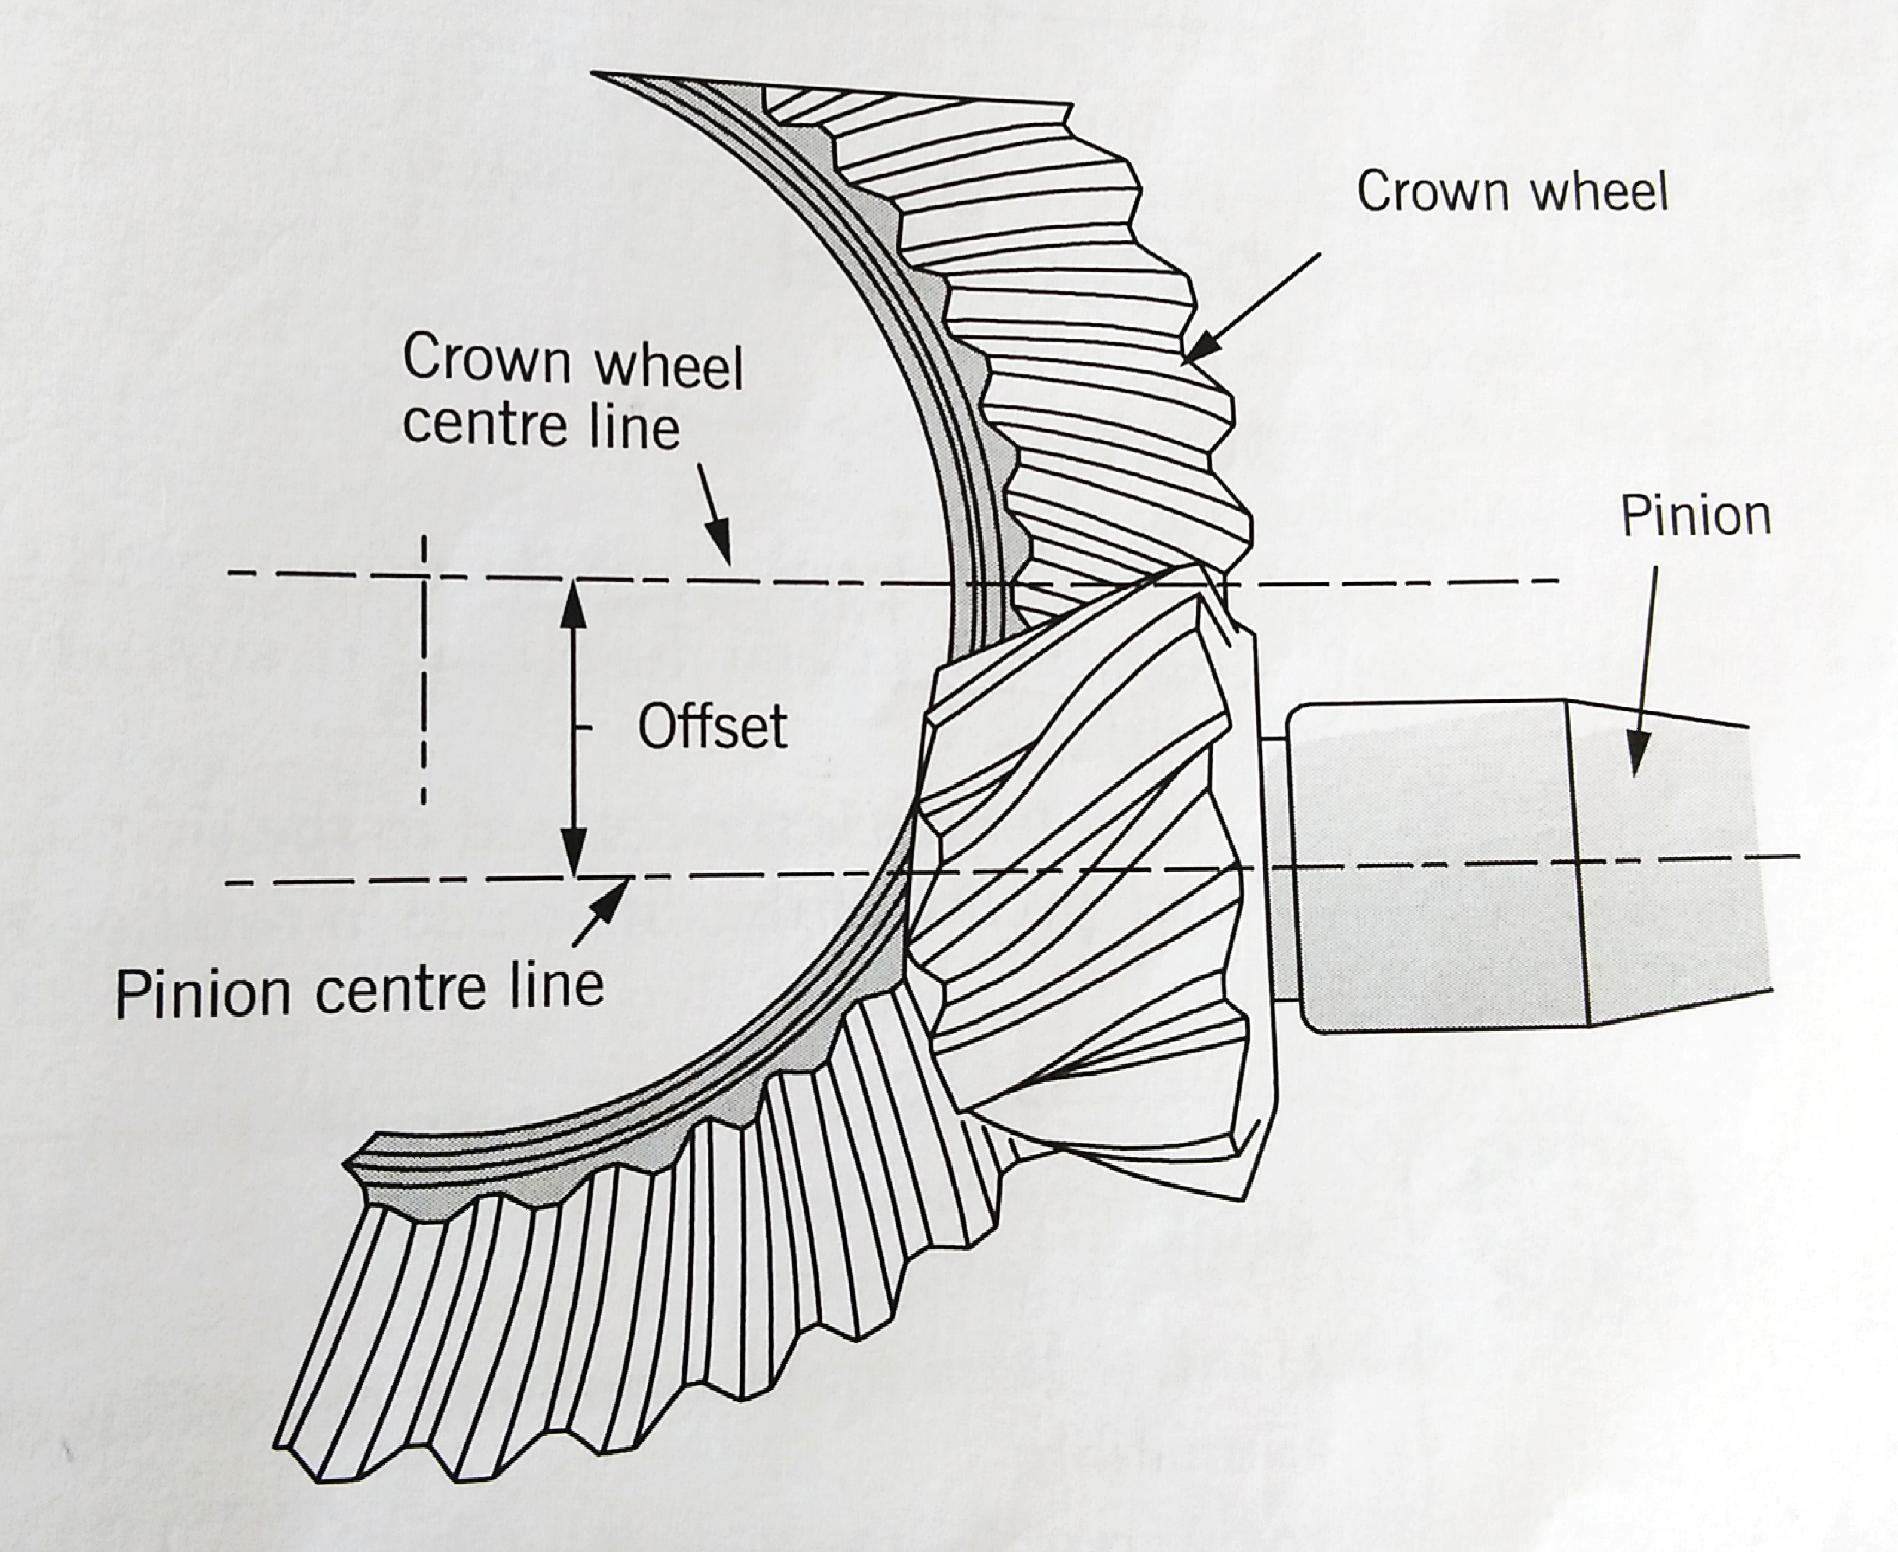 Crown wheel
Crown wheel
centre line
Pinion
Offset
Pinion centre line